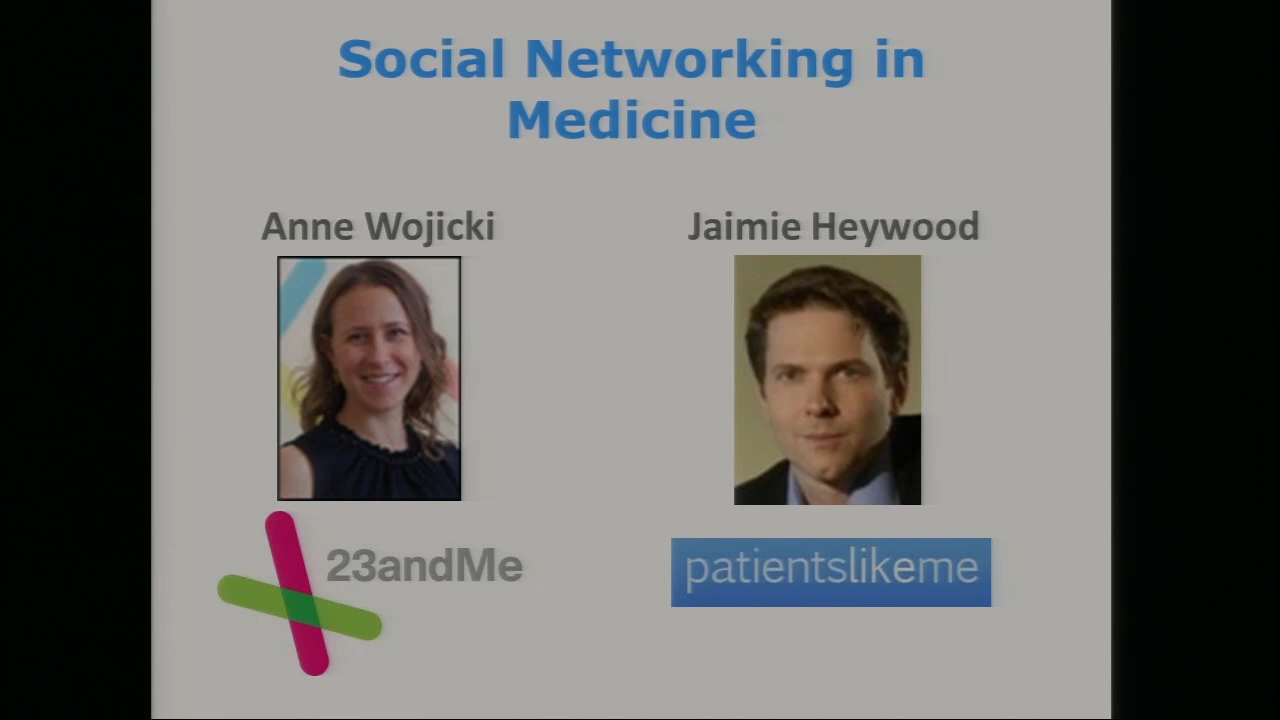 Social Networking in
Medicine
Anne Wojicki
Jaimie Heywood
23andMe
patientslikeme